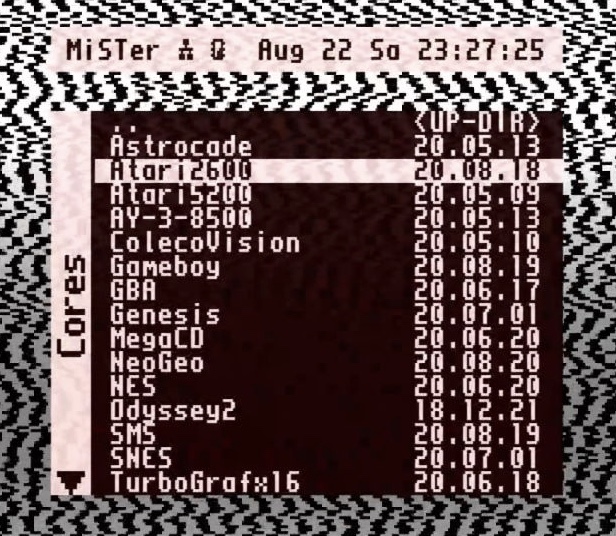 MiSTer Aug 22 Sa 23:27:25
Cores
.. <UP-DIR>
Astrocade 20.05.13
Atari2600 20.08.18
Atari5200 20.05.09
AY-3-8500 20.05.13
ColecoVision 20.05.10
Gameboy 20.08.19
GBA 20.06.17
Genesis 20.07.01
MegaCD 20.06.20
NeoGeo 20.08.20
NES 20.06.20
Odyssey2 18.12.21
SMS 20.08.19
SNES 20.07.01
TurboGrafx16 20.06.18